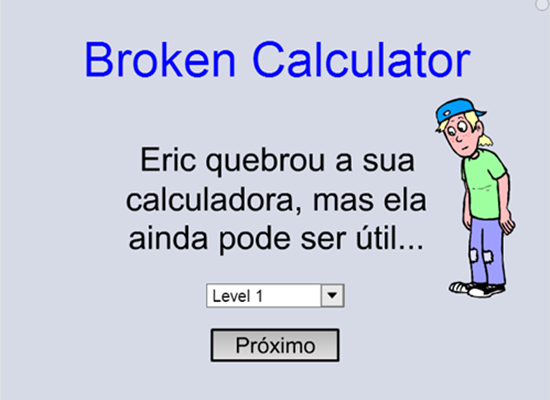 Broken Calculator
Eric quebrou a sua
calculadora, mas ela
ainda pode ser útil...
Level 1
Próximo